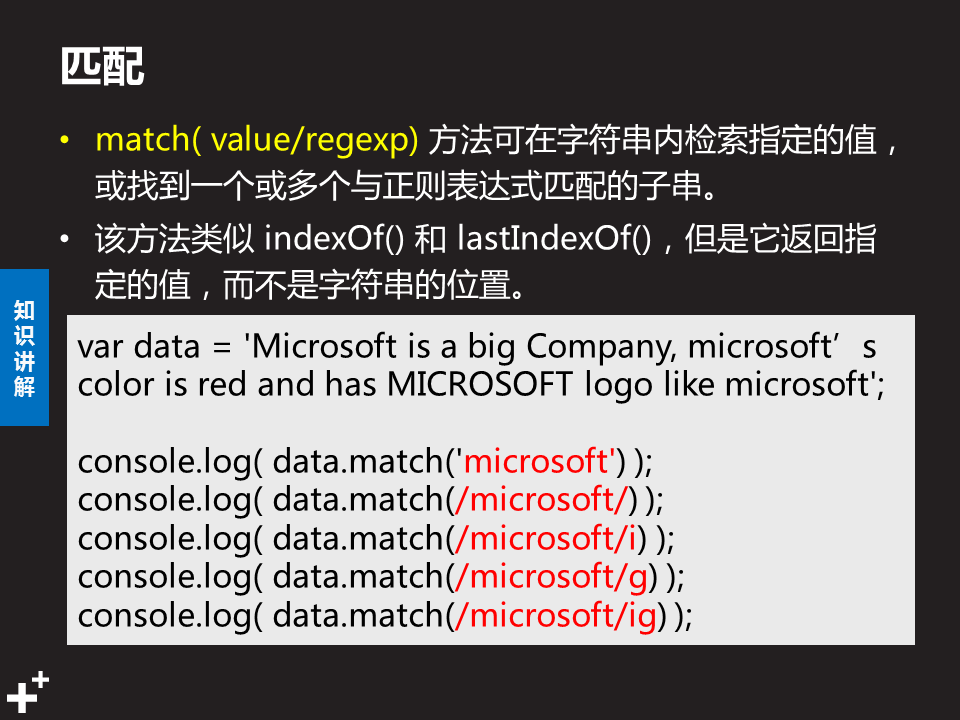 匹配
• match( value/regexp) 方法可在字符串内检索指定的值，
或找到一个或多个与正则表达式匹配的子串。
• 该方法类似 indexOf() 和 lastIndexOf()，但是它返回指
定的值，而不是字符串的位置。
知
识
讲
解
var data = 'Microsoft is a big Company, microsoft’s
color is red and has MICROSOFT logo like microsoft';
console.log( data.match('microsoft') );
console.log( data.match(/microsoft/) );
console.log( data.match(/microsoft/i) );
console.log( data.match(/microsoft/g) );
console.log( data.match(/microsoft/ig) );